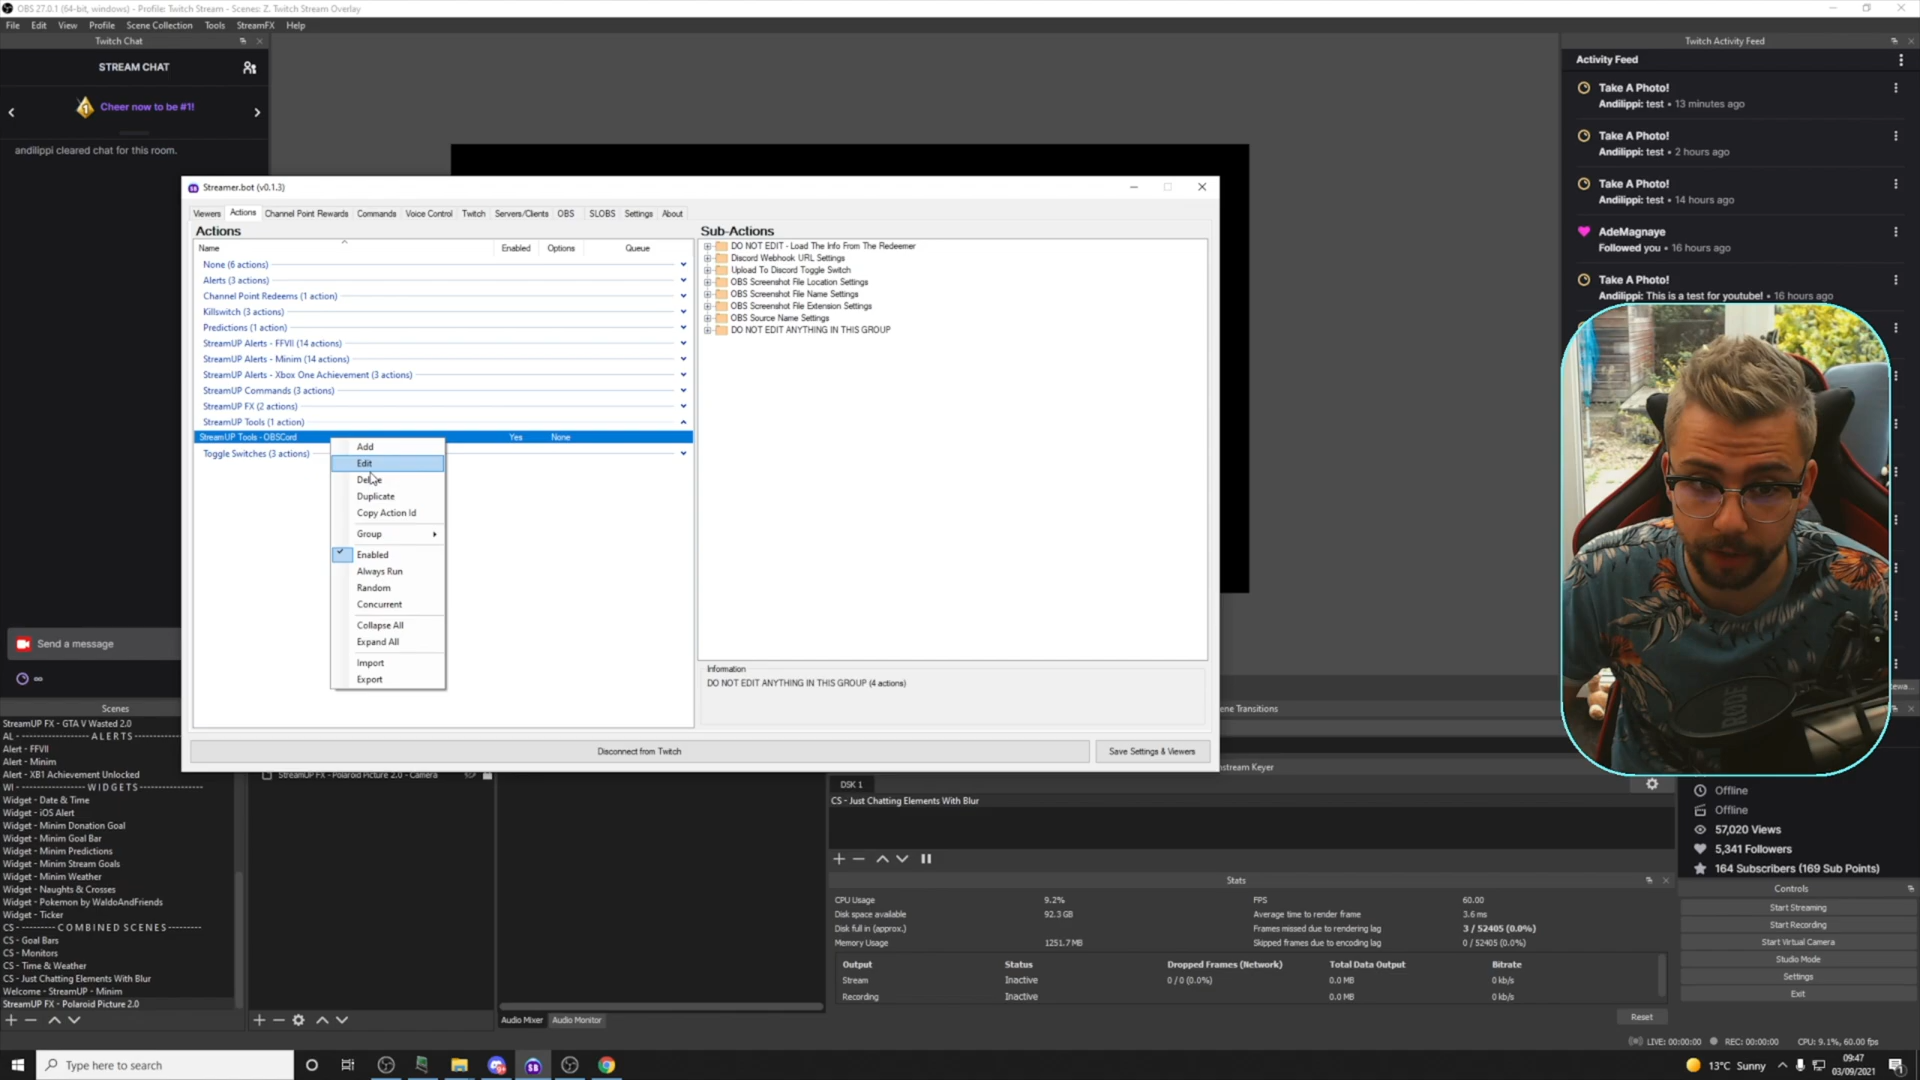 OBS 27.0.1 (64-bit, windows) - Profile: Twitch Stream - Scenes: Z. Twitch Stream Overlay
File Edit View Profile Scene Collection Tools StreamFX Help
Twitch Chat
STREAM CHAT
Cheer now to be #1!
andilippi cleared chat for this room.
Send a message
Streamer.bot (v0.1.3)
Viewers Actions Channel Point Rewards Commands Voice Control Twitch Servers/Clients OBS SLOBS Settings About
Actions
Name Enabled Options Queue
None (6 actions)
Alerts (3 actions)
Channel Point Redeems (1 action)
Killswitch (3 actions)
Predictions (1 action)
StreamUP Alerts - FFVII (14 actions)
StreamUP Alerts - Minim (14 actions)
StreamUP Alerts - Xbox One Achievement (3 actions)
StreamUP Commands (3 actions)
StreamUP FX (2 actions)
StreamUP Tools (1 action)
StreamUP Tools - OBSCord Yes None
Toggle Switches (3 actions)
Add
Edit
Delete
Duplicate
Copy Action Id
Group
Enabled
Always Run
Random
Concurrent
Collapse All
Expand All
Import
Export
Sub-Actions
DO NOT EDIT - Load The Info From The Redeemer
Discord Webhook URL Settings
Upload To Discord Toggle Switch
OBS Screenshot File Location Settings
OBS Screenshot File Name Settings
OBS Screenshot File Extension Settings
OBS Source Name Settings
DO NOT EDIT ANYTHING IN THIS GROUP
Information
DO NOT EDIT ANYTHING IN THIS GROUP (4 actions)
Disconnect from Twitch
Save Settings & Viewers
Twitch Activity Feed
Activity Feed
Take A Photo!
Andilippi: test • 13 minutes ago
Take A Photo!
Andilippi: test • 2 hours ago
Take A Photo!
Andilippi: test • 14 hours ago
AdeMagnaye
Followed you • 16 hours ago
Take A Photo!
Andilippi: This is a test for youtube! • 16 hours ago
RODE
Offline
Offline
57,020 Views
5,341 Followers
164 Subscribers (169 Sub Points)
Scenes
StreamUP FX - GTA V Wasted 2.0
AL - --------- A L E R T S ---------
Alert - FFVII
Alert - Minim
Alert - XB1 Achievement Unlocked
WI - --------- W I D G E T S ---------
Widget - Date & Time
Widget - iOS Alert
Widget - Minim Donation Goal
Widget - Minim Goal Bar
Widget - Minim Predictions
Widget - Minim Stream Goals
Widget - Minim Weather
Widget - Naughts & Crosses
Widget - Pokemon by WaldoAndFriends
Widget - Ticker
CS - --------- C O M B I N E D S C E N E S ---------
CS - Goal Bars
CS - Monitors
CS - Time & Weather
CS - Just Chatting Elements With Blur
Welcome - StreamUP - Minim
StreamUP FX - Polaroid Picture 2.0
StreamUP FX - Polaroid Picture 2.0 - Camera
Audio Mixer Audio Monitor
Scene Transitions
DSK 1
CS - Just Chatting Elements With Blur
Stats
CPU Usage 9.2% FPS 60.00
Disk space available 92.3 GB Average time to render frame 3.6 ms
Disk full in (approx.) Frames missed due to rendering lag 3 / 52405 (0.0%)
Memory Usage 1251.7 MB Skipped frames due to encoding lag 0 / 52405 (0.0%)
Output Status Dropped Frames (Network) Total Data Output Bitrate
Stream Inactive 0 / 0 (0.0%) 0.0 MB 0 kb/s
Recording Inactive 0.0 MB 0 kb/s
Reset
Controls
Start Streaming
Start Recording
Start Virtual Camera
Studio Mode
Settings
Exit
LIVE: 00:00:00 REC: 00:00:00 CPU: 9.1%, 60.00 fps
Type here to search
SB
13°C Sunny
09:47
03/09/2021